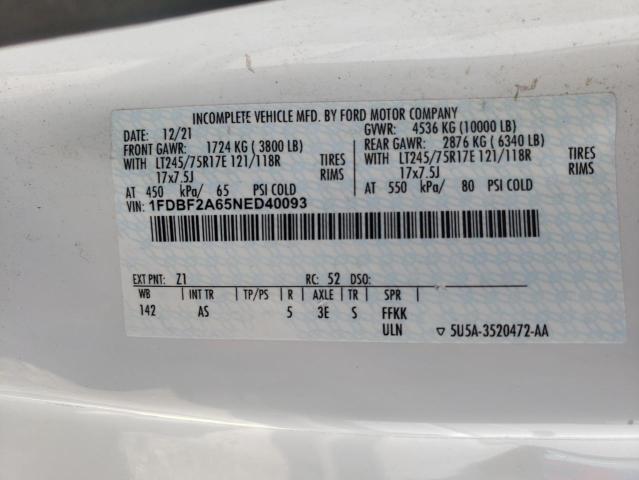 INCOMPLETE VEHICLE MFD. BY FORD MOTOR COMPANY
DATE: 12/21 GVWR: 4536 KG (10000 LB)
FRONT GAWR: 1724 KG ( 3800 LB) REAR GAWR: 2876 KG ( 6340 LB)
WITH LT245/75R17E 121/118R TIRES WITH LT245/75R17E 121/118R TIRES
17x7.5J RIMS 17x7.5J RIMS
AT 450 kPa/ 65 PSI COLD AT 550 kPa/ 80 PSI COLD
VIN: 1FDBF2A65NED40093
EXT PNT: Z1 RC: 52 DSO:
WB INT TR TP/PS R AXLE TR SPR
142 AS 5 3E S FFKK
ULN ▽ 5U5A-3520472-AA